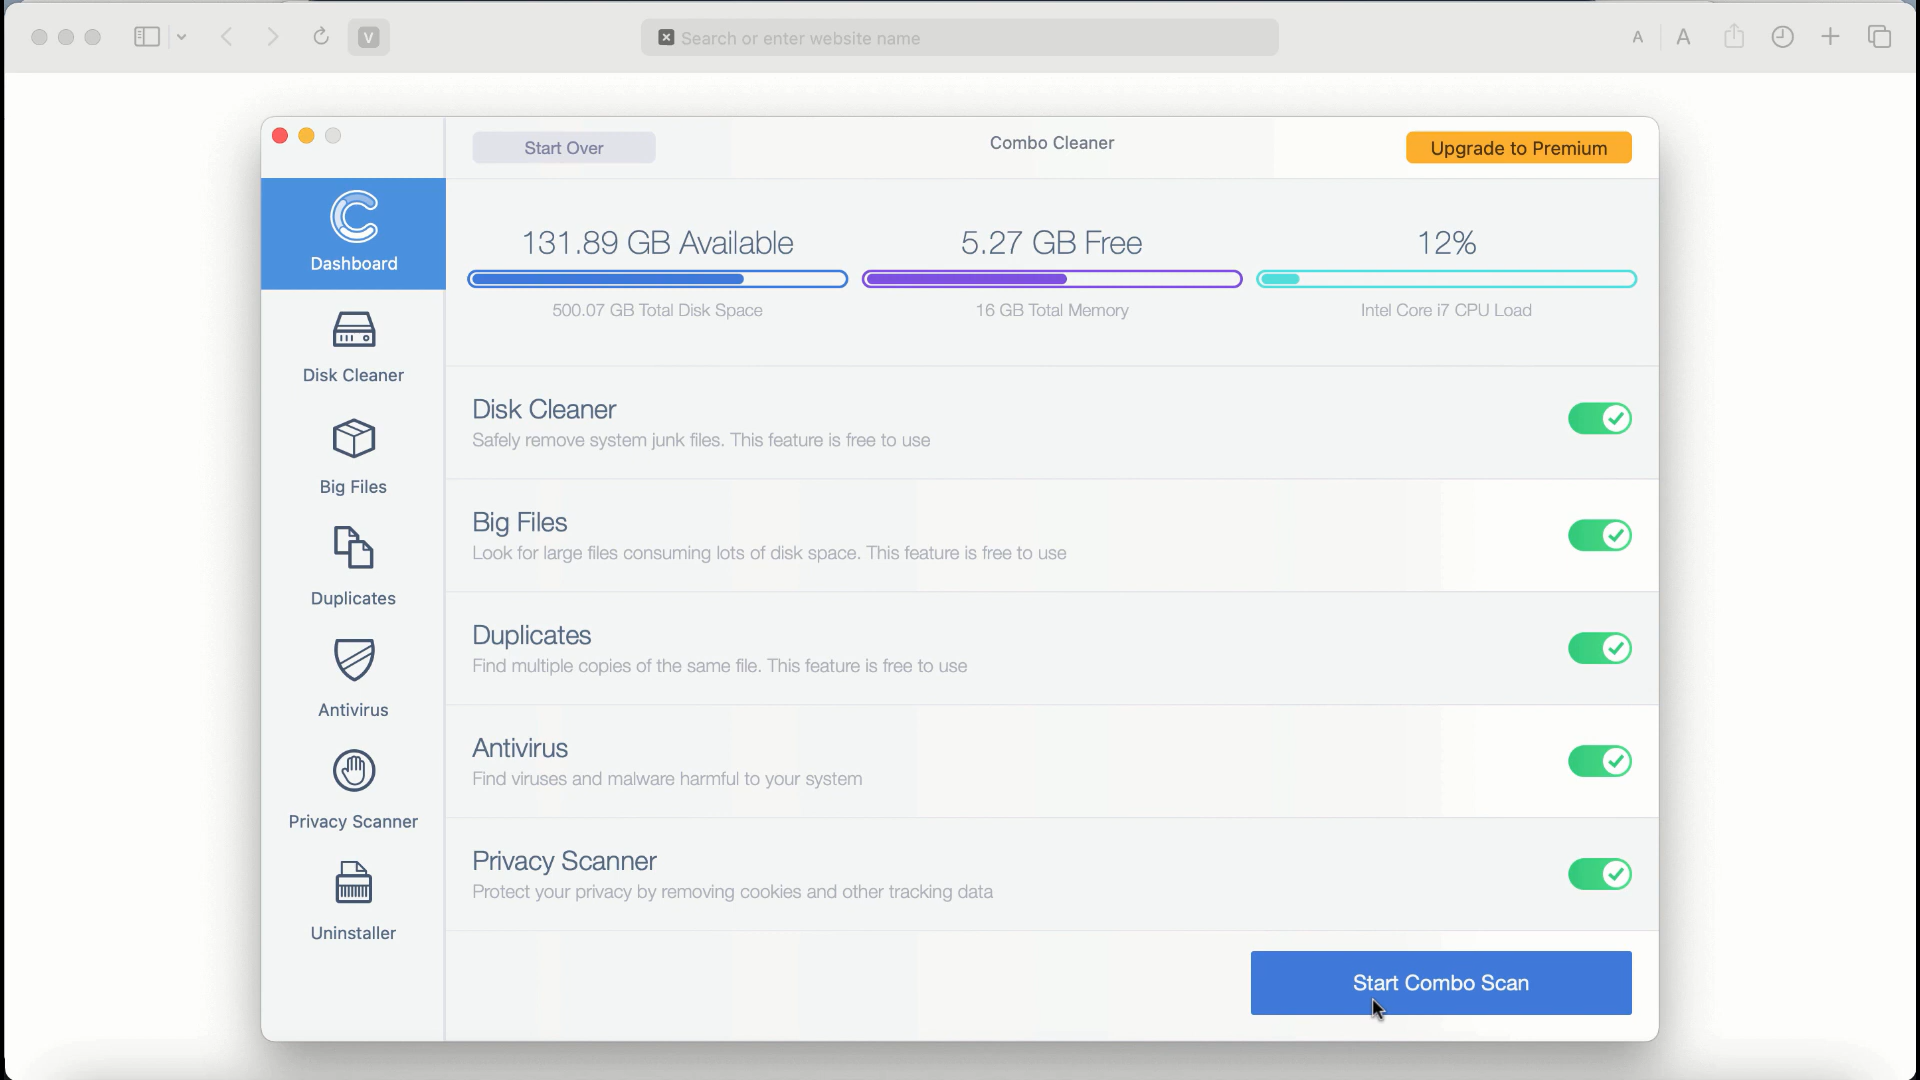 V
Search or enter website name
A
A
Start Over
Combo Cleaner
Upgrade to Premium
Dashboard
Disk Cleaner
Big Files
Duplicates
Antivirus
Privacy Scanner
Uninstaller
131.89 GB Available
500.07 GB Total Disk Space
5.27 GB Free
16 GB Total Memory
12%
Intel Core i7 CPU Load
Disk Cleaner
Safely remove system junk files. This feature is free to use
Big Files
Look for large files consuming lots of disk space. This feature is free to use
Duplicates
Find multiple copies of the same file. This feature is free to use
Antivirus
Find viruses and malware harmful to your system
Privacy Scanner
Protect your privacy by removing cookies and other tracking data
Start Combo Scan